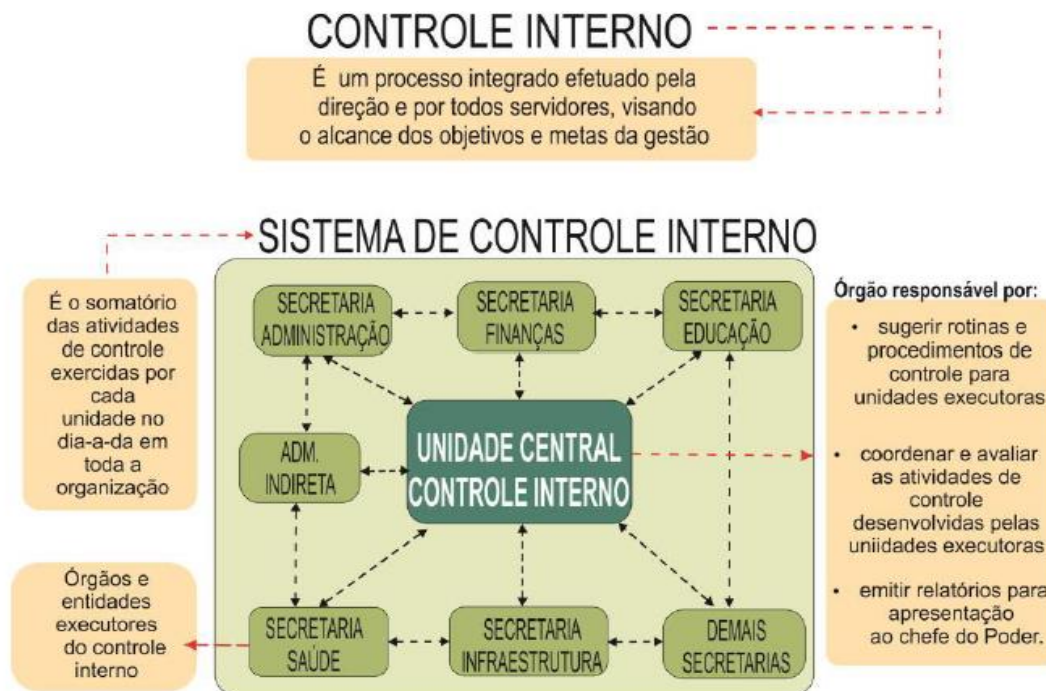 CONTROLE INTERNO
É um processo integrado efetuado pela
direção e por todos servidores, visando
o alcance dos objetivos e metas da gestão
SISTEMA DE CONTROLE INTERNO
É o somatório
das atividades
de controle
exercidas por
cada
unidade no
dia-a-da em
toda a
organização
Órgãos e
entidades
executores
do controle
interno
SECRETARIA
ADMINISTRAÇÃO
SECRETARIA
FINANÇAS
SECRETARIA
EDUCAÇÃO
ADM.
INDIRETA
UNIDADE CENTRAL
CONTROLE INTERNO
SECRETARIA
SAÚDE
SECRETARIA
INFRAESTRUTURA
DEMAIS
SECRETARIAS
Órgão responsável por:
• sugerir rotinas e
procedimentos de
controle para
unidades executoras
• coordenar e avaliar
as atividades de
controle
desenvolvidas pelas
uniidades executoras
• emitir relatórios para
apresentação
ao chefe do Poder.